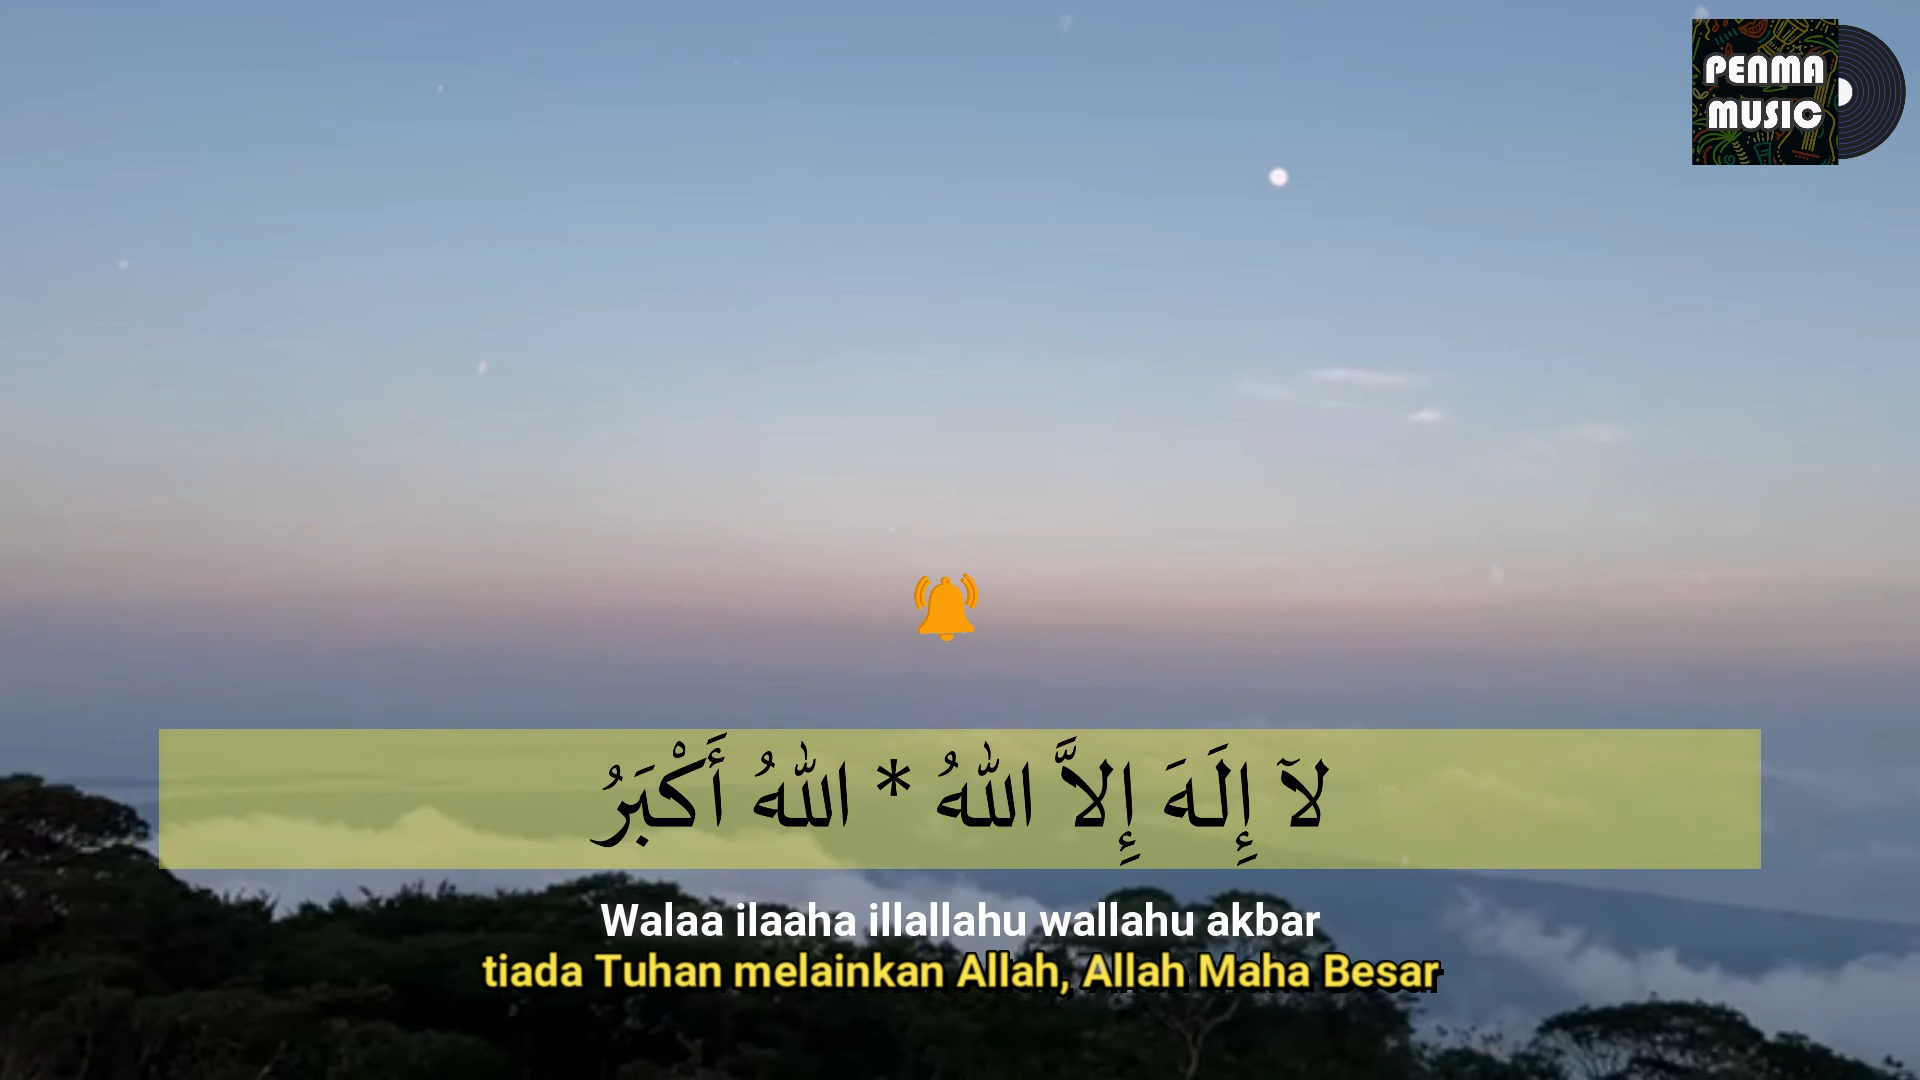 PENMA
MUSIC
لآ إِلَهَ إِلاَّ اللهُ * اللهُ أَكْبَرُ
Walaa ilaaha illallahu wallahu akbar
tiada Tuhan melainkan Allah, Allah Maha Besar